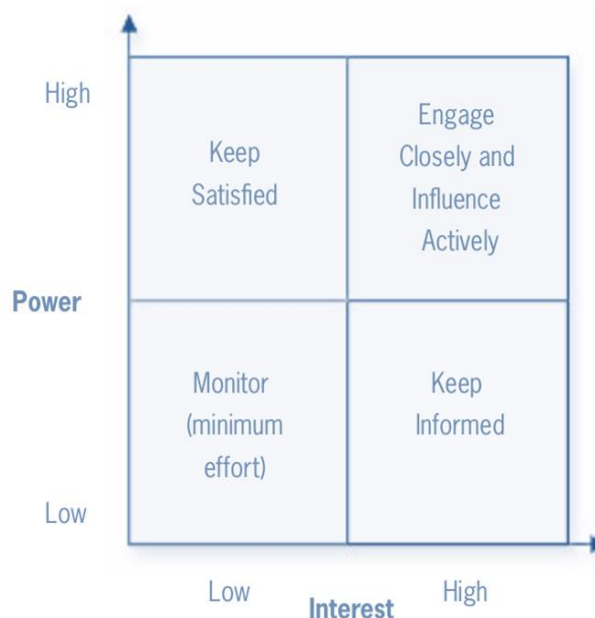 High
Keep
Satisfied
Engage
Closely and
Influence
Actively
Power
Monitor
(minimum
effort)
Keep
Informed
Low
Low
Interest
High